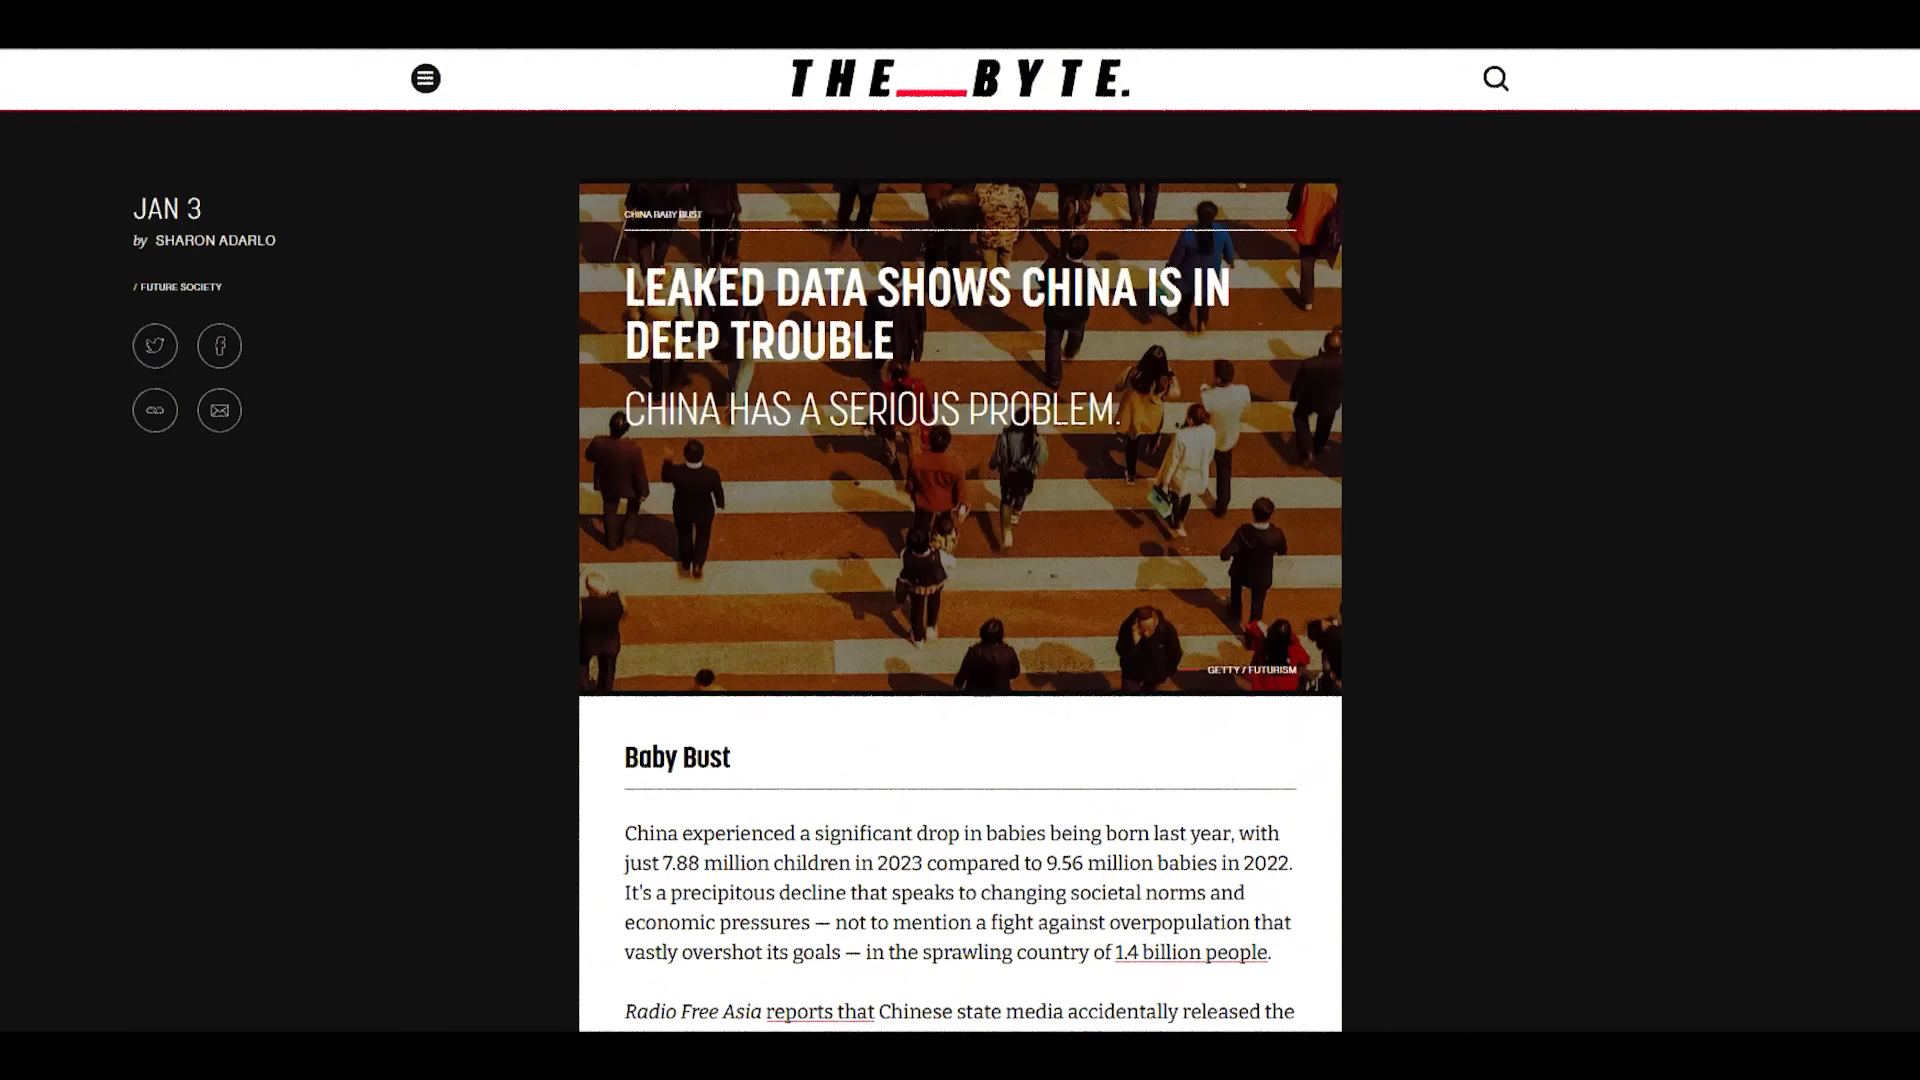 THE__BYTE.
JAN 3
by SHARON ADARLO
/ FUTURE SOCIETY
CHINA BABY BUST
LEAKED DATA SHOWS CHINA IS IN
DEEP TROUBLE
CHINA HAS A SERIOUS PROBLEM.
GETTY / FUTURISM
Baby Bust
China experienced a significant drop in babies being born last year, with
just 7.88 million children in 2023 compared to 9.56 million babies in 2022.
It's a precipitous decline that speaks to changing societal norms and
economic pressures — not to mention a fight against overpopulation that
vastly overshot its goals — in the sprawling country of 1.4 billion people.
Radio Free Asia reports that Chinese state media accidentally released the